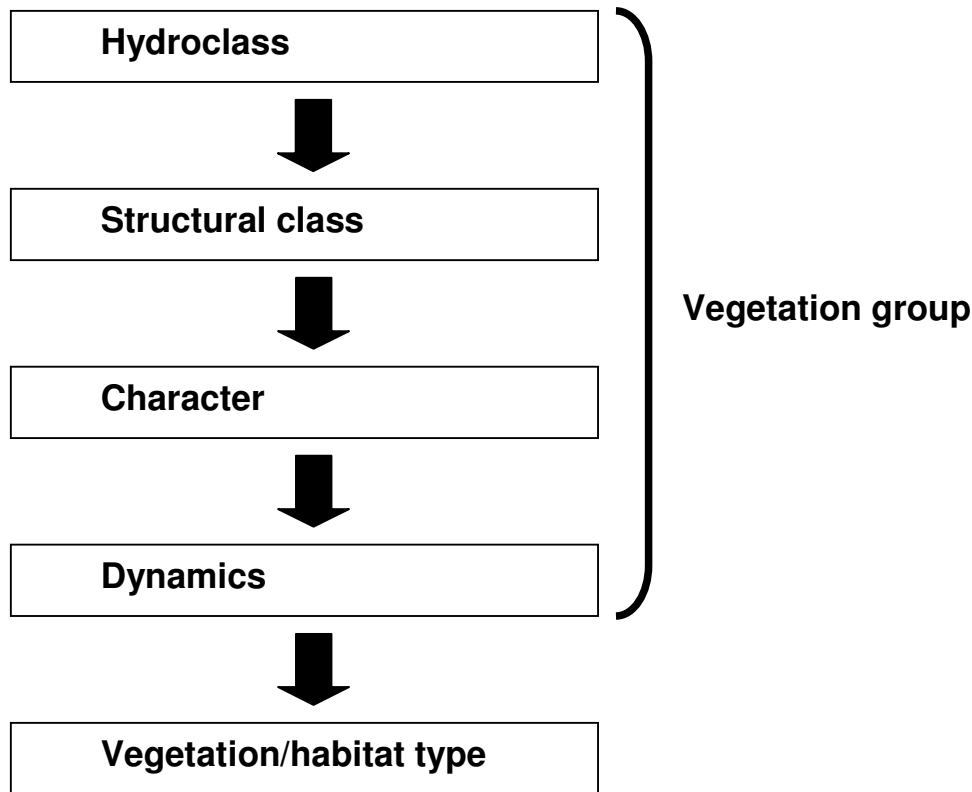 Hydroclass
Structural class
Character
Dynamics
Vegetation/habitat type
Vegetation group